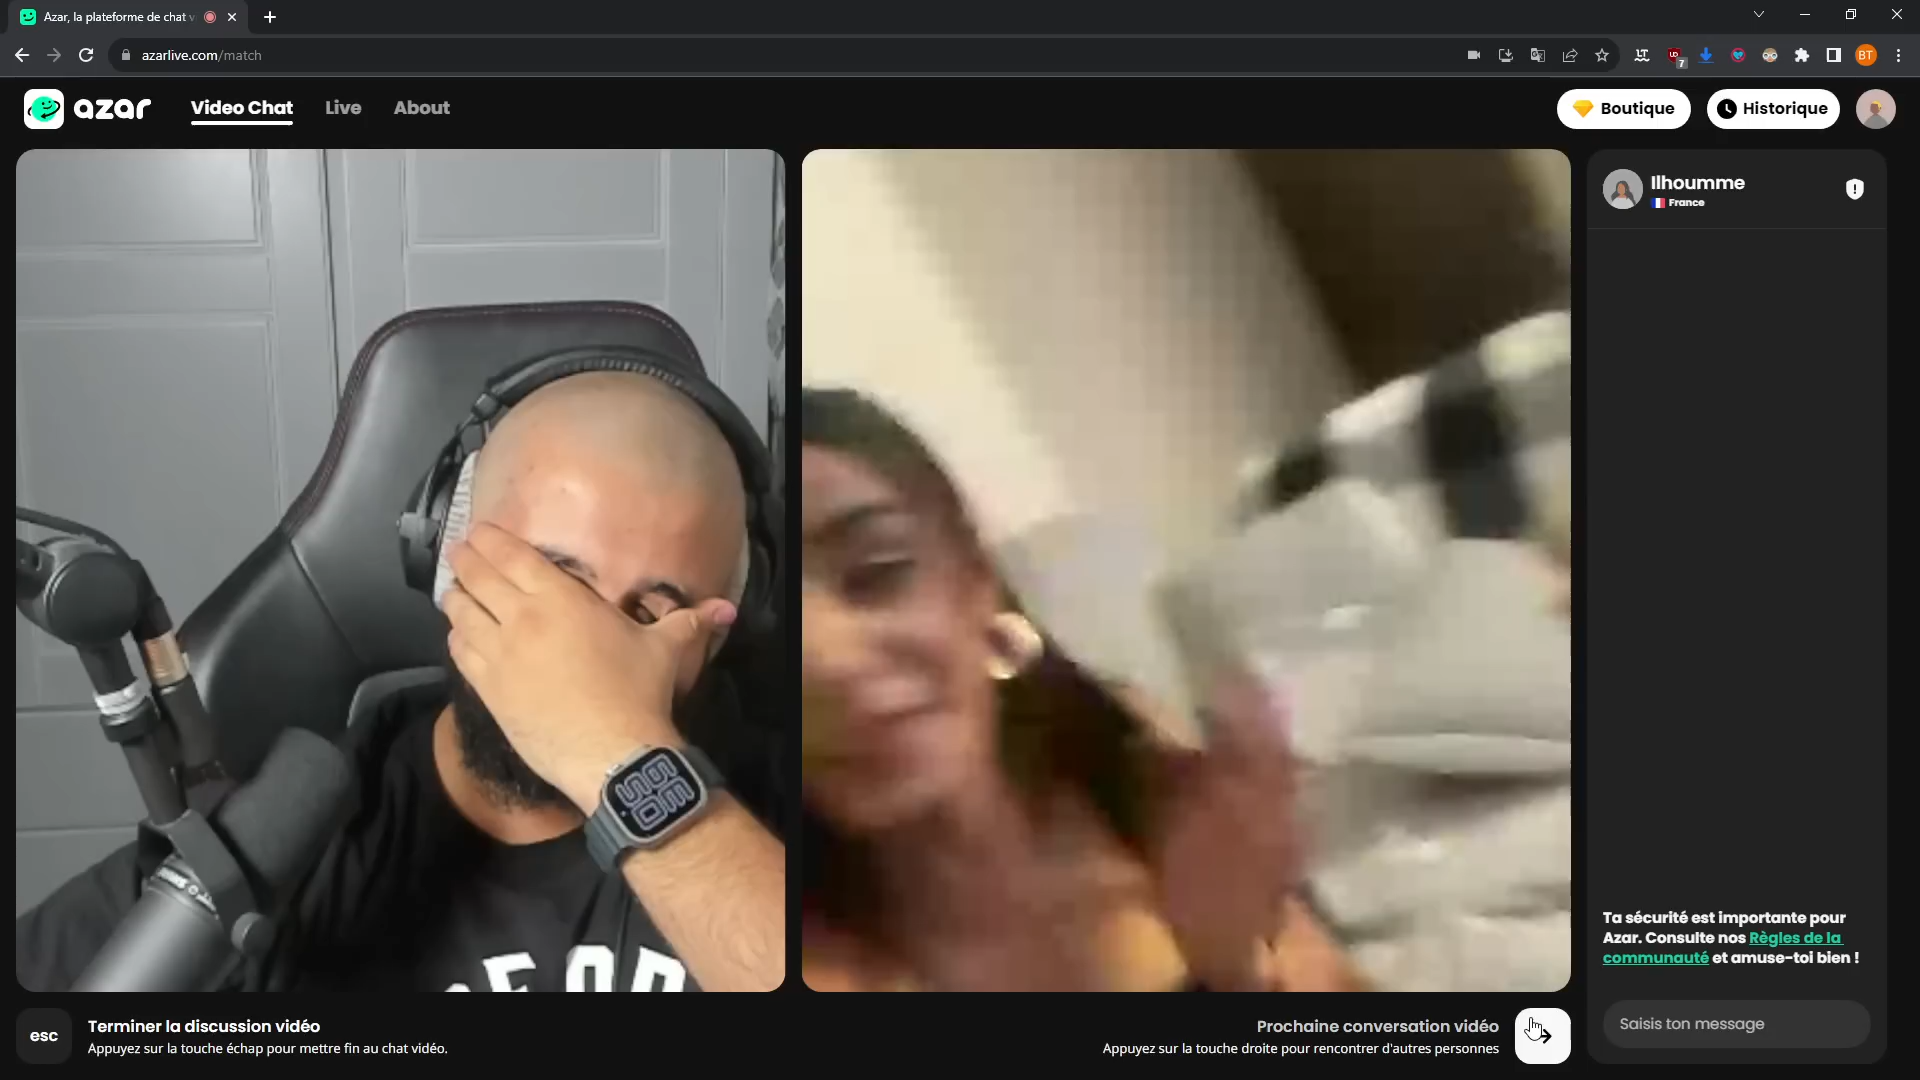 Azar, la plateforme de chat v
azarlive.com/match
7
BT
azar
Video Chat
Live
About
Boutique
Historique
Ilhoumme
France
Ta sécurité est importante pour
Azar. Consulte nos Règles de la
communauté et amuse-toi bien !
esc
Terminer la discussion vidéo
Appuyez sur la touche échap pour mettre fin au chat vidéo.
Prochaine conversation vidéo
Appuyez sur la touche droite pour rencontrer d'autres personnes
Saisis ton message